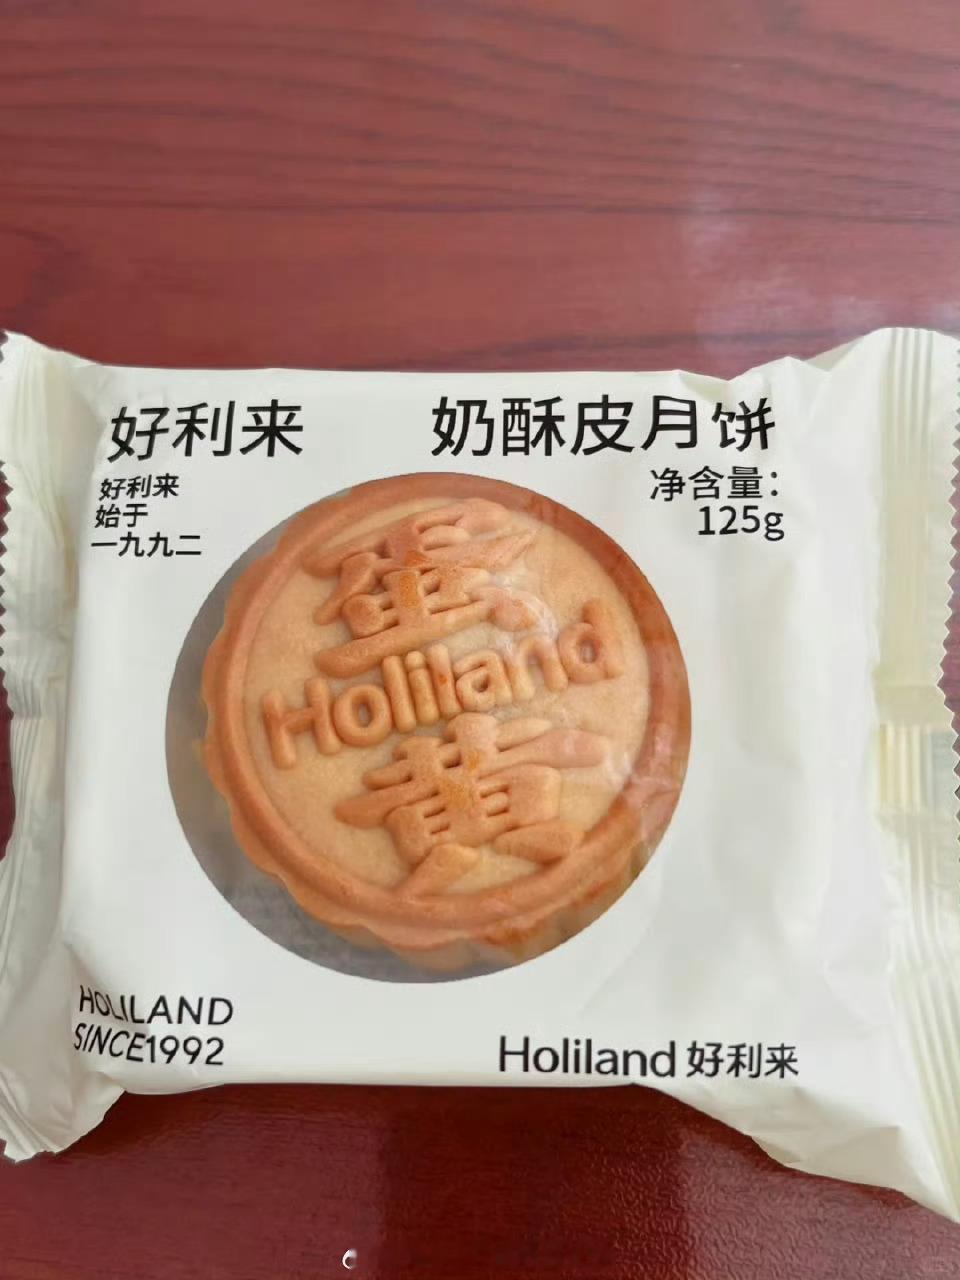 好利来
奶酥皮月饼
好利来
始于
一九九二
净含量：
125g
蛋
Holiland
黄
HOLILAND
SINCE1992
Holiland 好利来